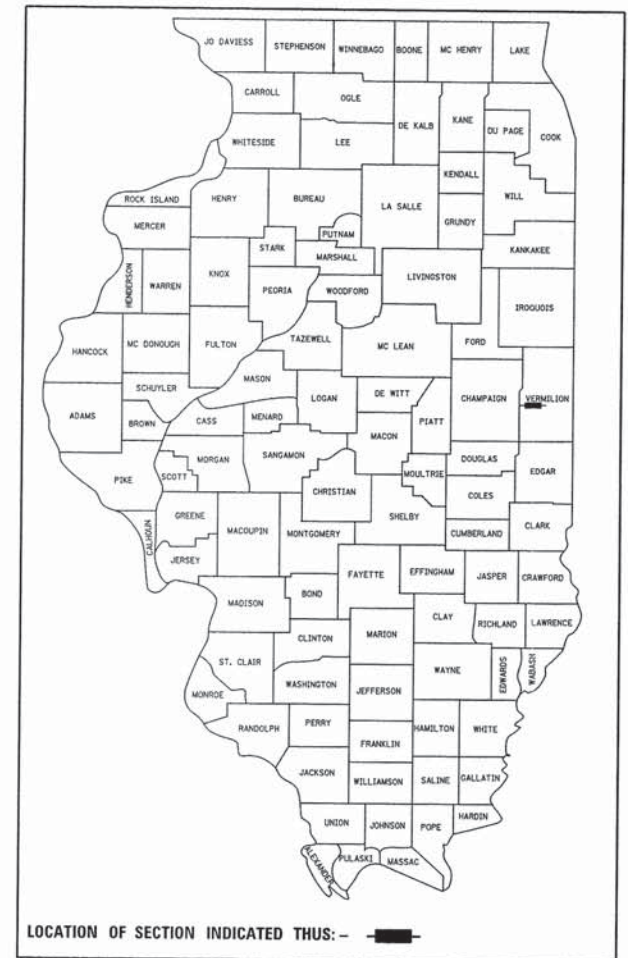 JO DAVIESS
STEPHENSON
WINNEBAGO
BOONE
MC HENRY
LAKE
CARROLL
OGLE
DE KALB
KANE
DU PAGE
COOK
WHITESIDE
LEE
KENDALL
WILL
ROCK ISLAND
HENRY
BUREAU
LA SALLE
GRUNDY
MERCER
PUTNAM
KANKAKEE
STARK
MARSHALL
HENDERSON
WARREN
KNOX
PEORIA
WOODFORD
LIVINGSTON
IROQUOIS
HANCOCK
MC DONOUGH
FULTON
TAZEWELL
MC LEAN
FORD
SCHUYLER
MASON
ADAMS
BROWN
CASS
MENARD
LOGAN
DE WITT
PIATT
CHAMPAIGN
VERMILION
MACON
PIKE
SCOTT
MORGAN
SANGAMON
MOULTRIE
DOUGLAS
EDGAR
CHRISTIAN
COLES
CALHOUN
GREENE
MACOUPIN
MONTGOMERY
SHELBY
CUMBERLAND
CLARK
JERSEY
FAYETTE
EFFINGHAM
JASPER
CRAWFORD
MADISON
BOND
CLAY
RICHLAND
LAWRENCE
CLINTON
MARION
ST. CLAIR
WAYNE
EDWARDS
WABASH
WASHINGTON
JEFFERSON
MONROE
RANDOLPH
PERRY
HAMILTON
WHITE
FRANKLIN
JACKSON
WILLIAMSON
SALINE
GALLATIN
UNION
JOHNSON
POPE
HARDIN
ALEXANDER
PULASKI
MASSAC
LOCATION OF SECTION INDICATED THUS: -